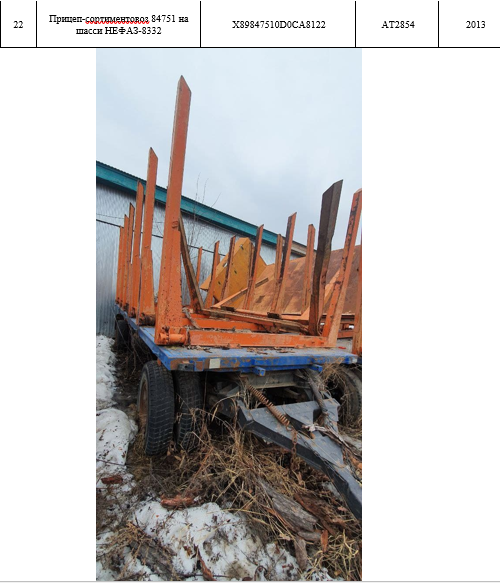 22
Прицеп-сортиментовоз 84751 на
шасси НЕФАЗ-8332
X89847510D0CA8122
АТ2854
2013